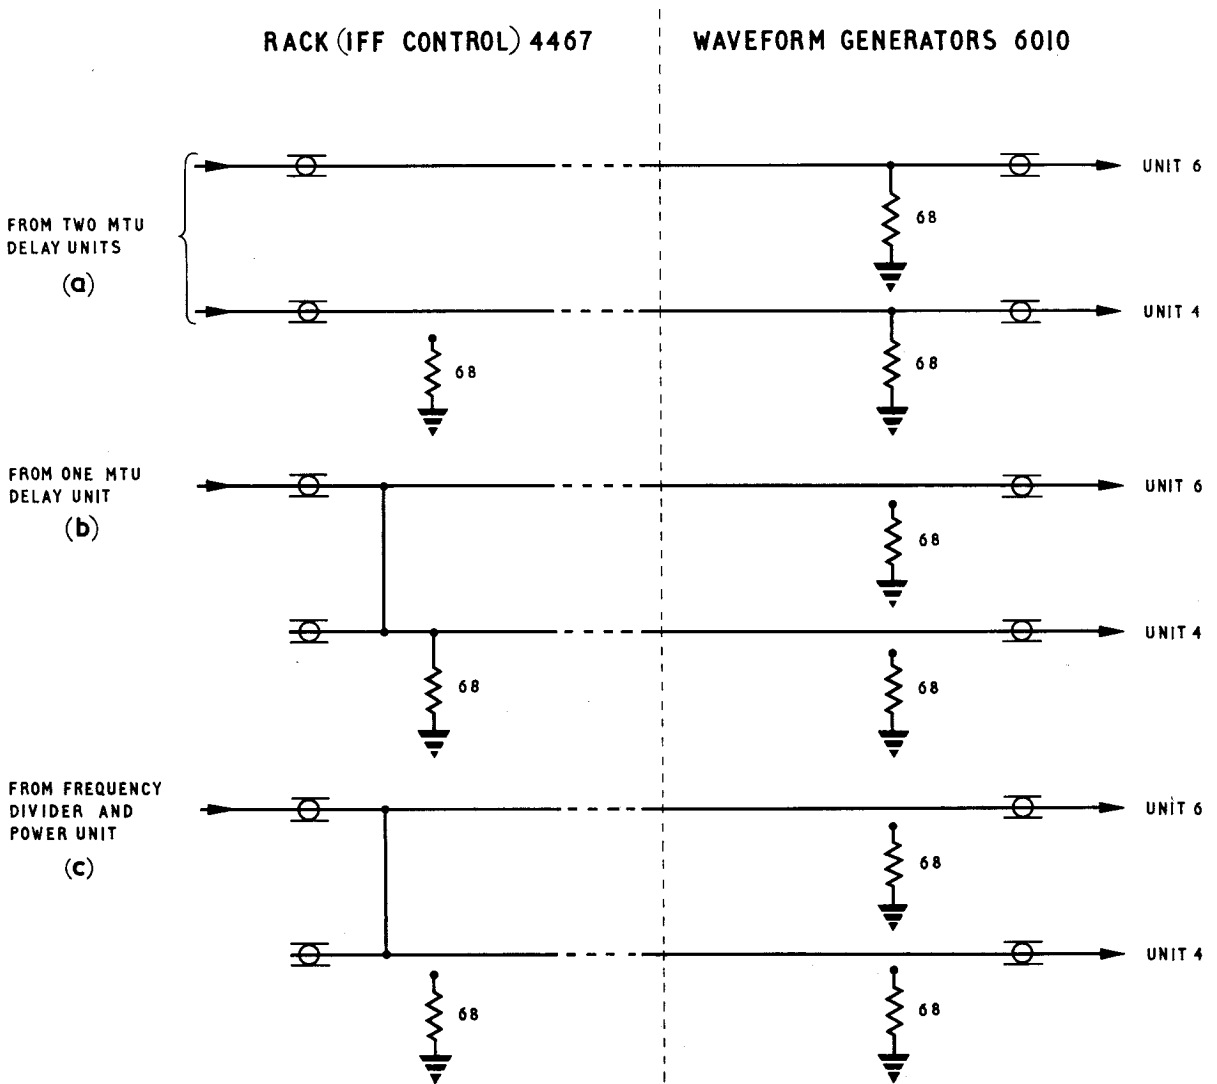 RACK (IFF CONTROL) 4467
WAVEFORM GENERATORS 6010
UNIT 6
68
FROM TWO MTU
DELAY UNITS
(a)
UNIT 4
68
68
FROM ONE MTU
DELAY UNIT
(b)
UNIT 6
68
UNIT 4
68
68
FROM FREQUENCY
DIVIDER AND
POWER UNIT
(c)
UNIT 6
68
UNIT 4
68
68